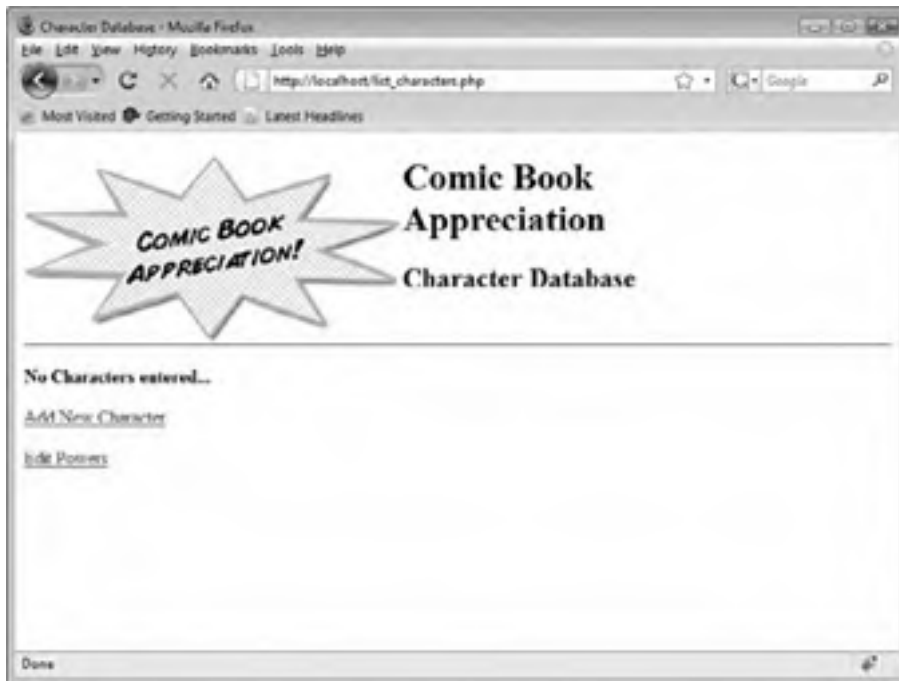 Character Database - Mozilla Firefox
File Edit View History Bookmarks Tools Help
http://localhost/list_characters.php
Google
Most Visited Getting Started Latest Headlines
COMIC BOOK
APPRECIATION!
Comic Book
Appreciation
Character Database
No Characters entered...
Add New Character
Edit Powers
Done